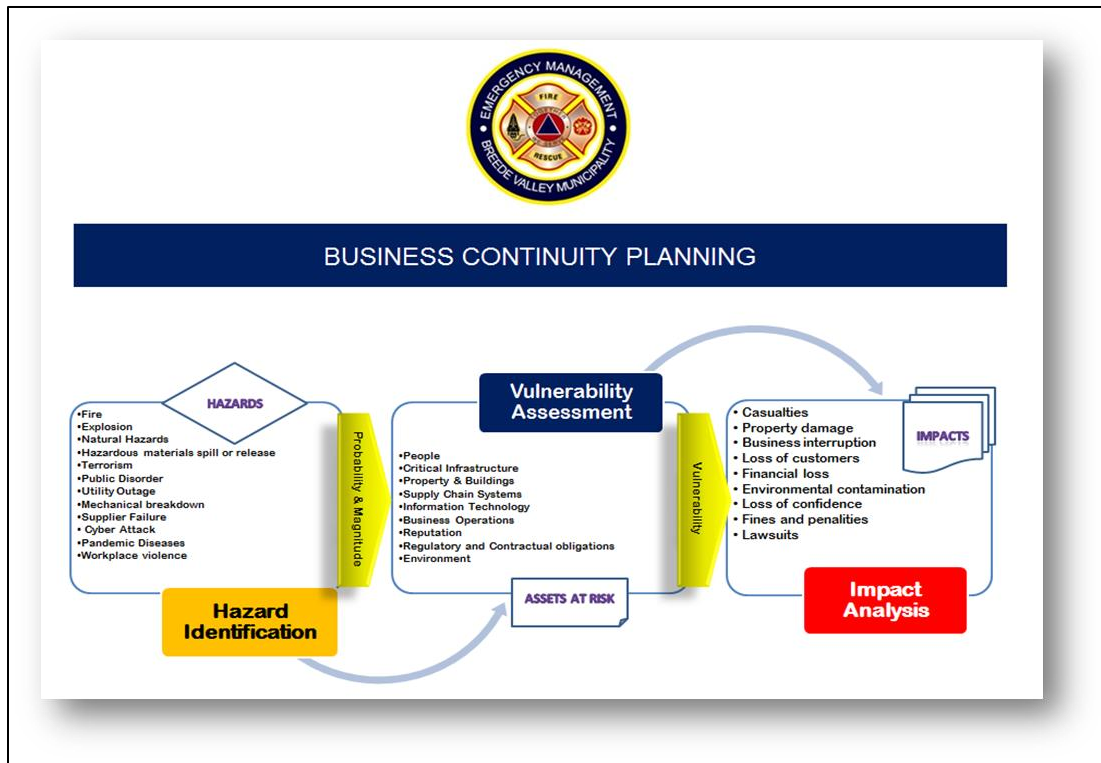 EMERGENCY MANAGEMENT
FIRE
RESCUE
BREEDE VALLEY MUNICIPALITY
BUSINESS CONTINUITY PLANNING
HAZARDS
•Fire
•Explosion
•Natural Hazards
•Hazardous materials spill or release
•Terrorism
•Public Disorder
•Utility Outage
•Mechanical breakdown
•Supplier Failure
• Cyber Attack
•Pandemic Diseases
•Workplace violence
Hazard
Identification
Probability & Magnitude
Vulnerability
Assessment
•People
•Critical Infrastructure
•Property & Buildings
•Supply Chain Systems
•Information Technology
•Business Operations
•Reputation
•Regulatory and Contractual obligations
•Environment
ASSETS AT RISK
Vulnerability
IMPACTS
• Casualties
• Property damage
• Business interruption
• Loss of customers
• Financial loss
• Environmental contamination
• Loss of confidence
• Fines and penalities
• Lawsuits
Impact
Analysis